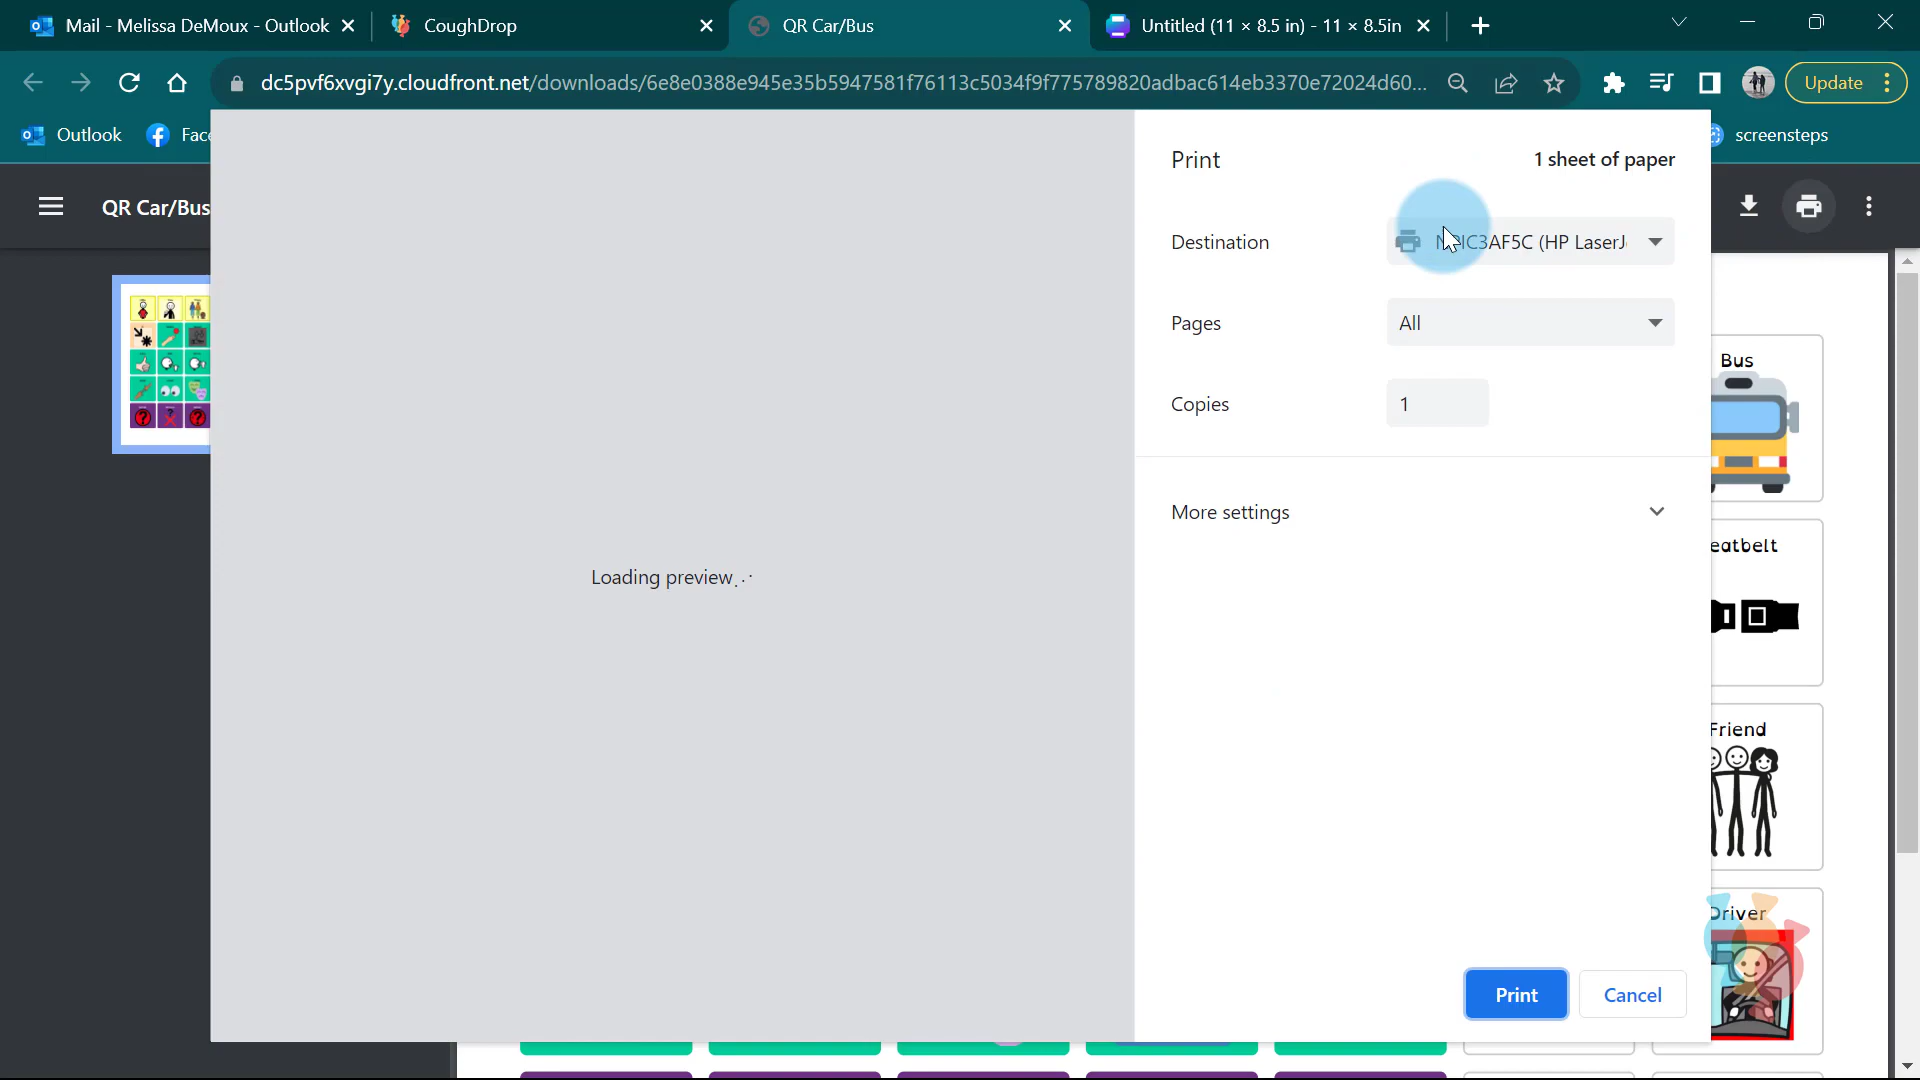 Mail - Melissa DeMoux - Outlook
CoughDrop
QR Car/Bus
Untitled (11 × 8.5 in) - 11 × 8.5in
dc5pvf6xvgi7y.cloudfront.net/downloads/6e8e0388e945e35b5947581f76113c5034f9f775789820adbac614eb3370e72024d60...
Update
Outlook
Face
screensteps
QR Car/Bus
Print
1 sheet of paper
Destination
NPIC3AF5C (HP LaserJ
Pages
All
Copies
1
More settings
Loading preview
Print
Cancel
Bus
eatbelt
Friend
Driver